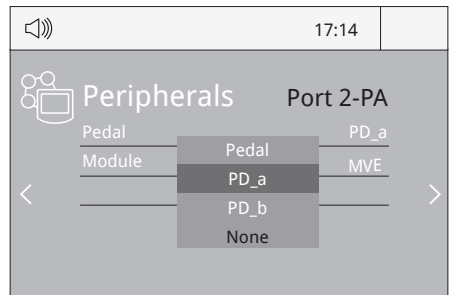 17:14
Peripherals Port 2-PA
Pedal PD_a
Module MVE
Pedal
PD_a
PD_b
None